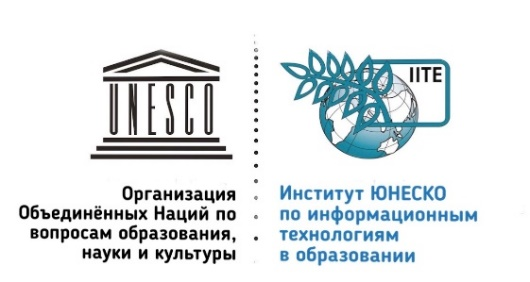 UNESCO
Организация
Объединённых Наций по
вопросам образования,
науки и культуры
IITE
Институт ЮНЕСКО
по информационным
технологиям
в образовании